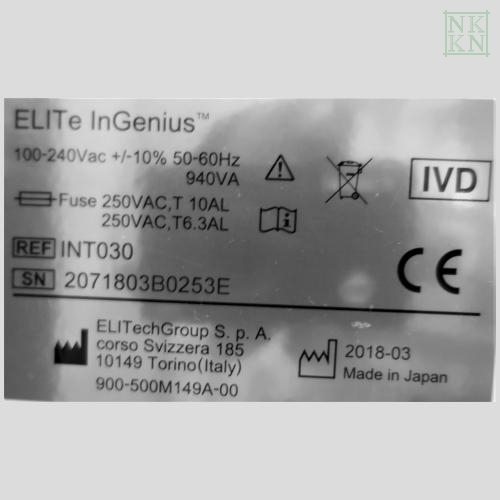 NK
KN
ELITe InGenius™
100-240Vac +/-10% 50-60Hz
940VA
Fuse 250VAC,T 10AL
250VAC,T6.3AL
IVD
REF INT030
SN 2071803B0253E
CE
ELITechGroup S. p. A.
corso Svizzera 185
10149 Torino(Italy)
900-500M149A-00
2018-03
Made in Japan